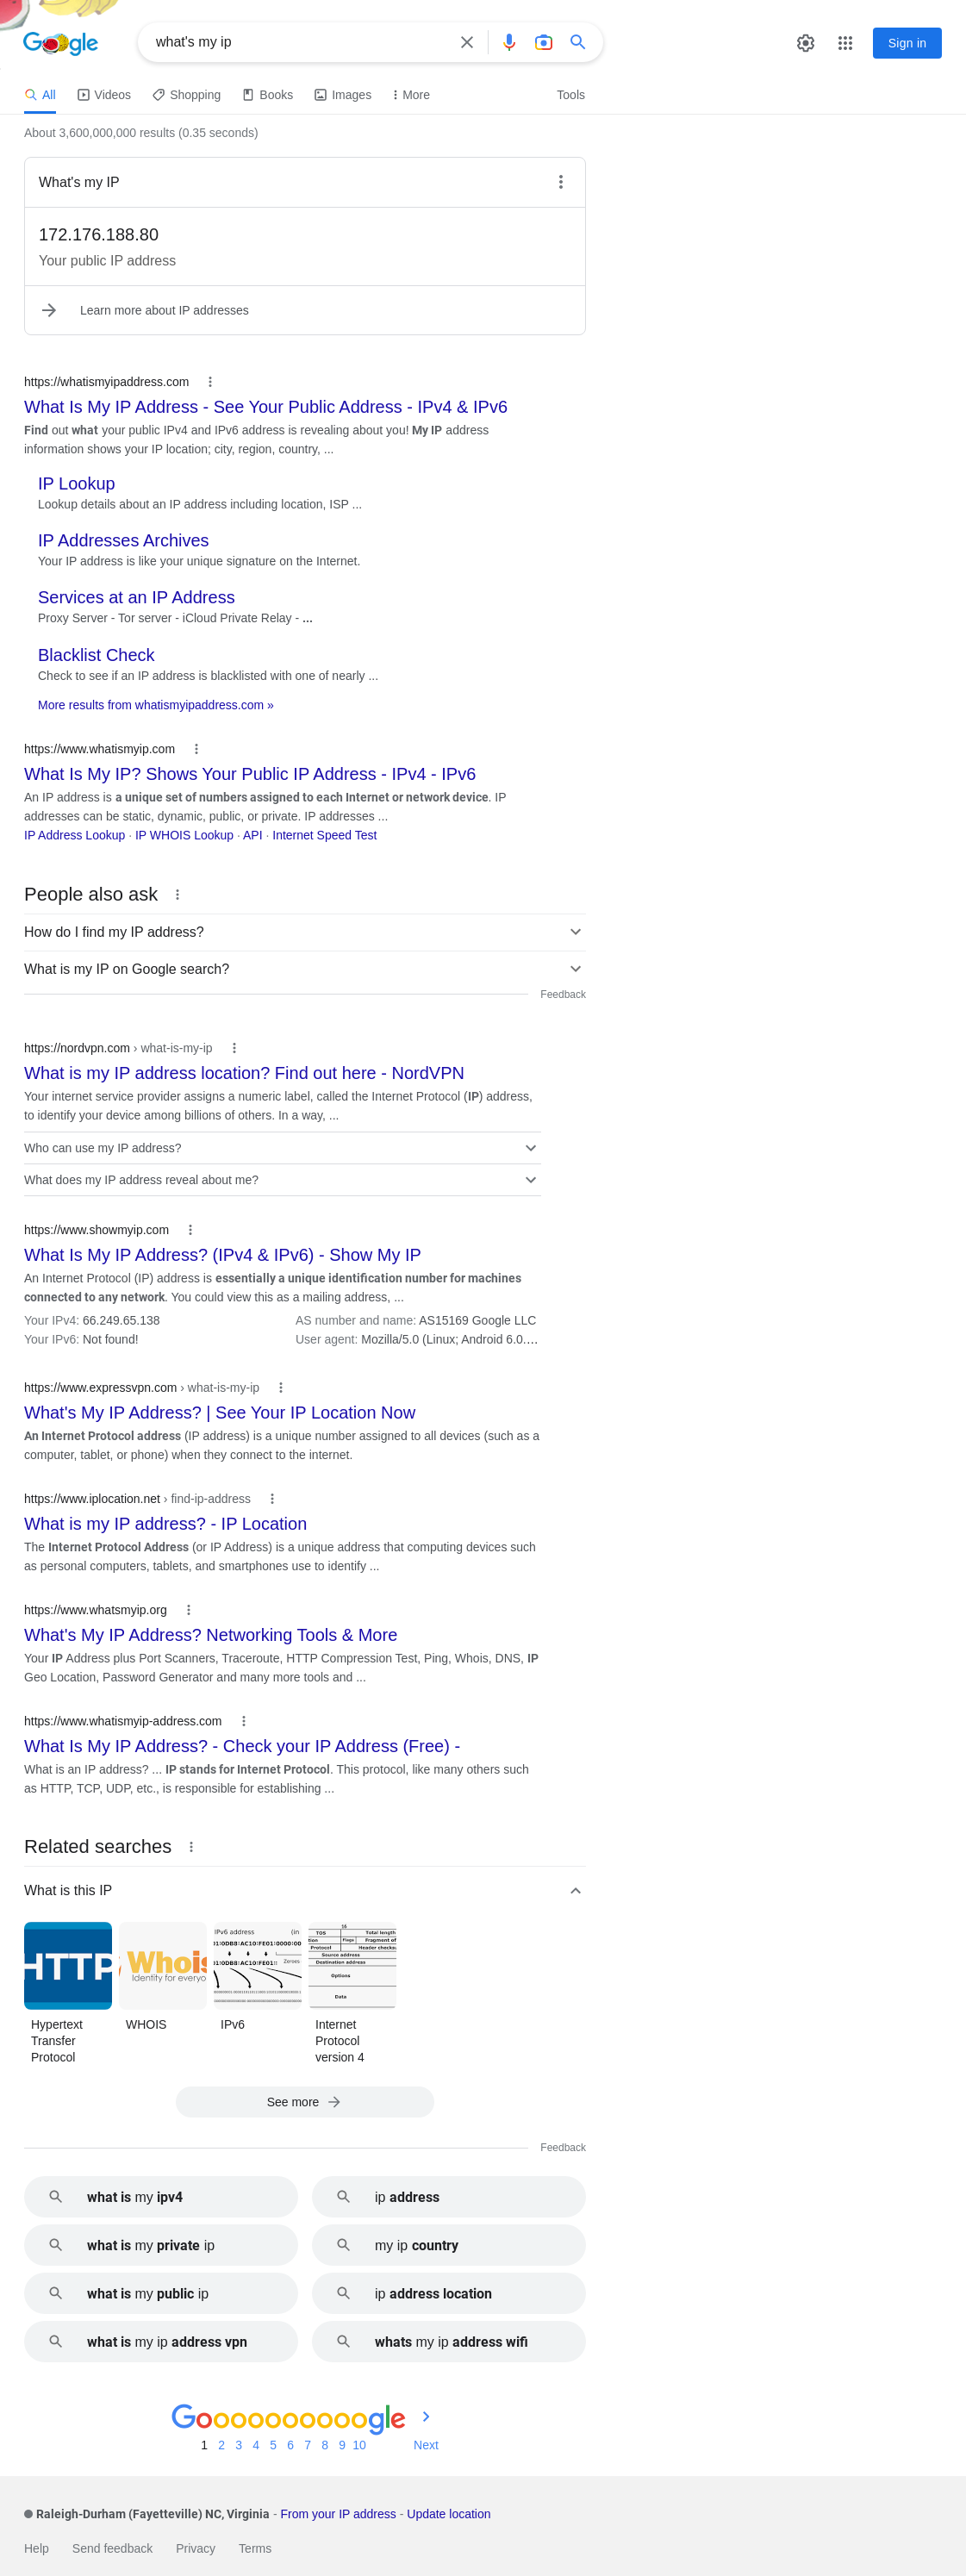 Google
what's my ip
Sign in
All
Videos
Shopping
Books
Images
More
Tools
About 3,600,000,000 results (0.35 seconds)
What's my IP
172.176.188.80
Your public IP address
Learn more about IP addresses
https://whatismyipaddress.com
What Is My IP Address - See Your Public Address - IPv4 & IPv6
Find out what your public IPv4 and IPv6 address is revealing about you! My IP address
information shows your IP location; city, region, country, ...
IP Lookup
Lookup details about an IP address including location, ISP ...
IP Addresses Archives
Your IP address is like your unique signature on the Internet.
Services at an IP Address
Proxy Server - Tor server - iCloud Private Relay - ...
Blacklist Check
Check to see if an IP address is blacklisted with one of nearly ...
More results from whatismyipaddress.com »
https://www.whatismyip.com
What Is My IP? Shows Your Public IP Address - IPv4 - IPv6
An IP address is a unique set of numbers assigned to each Internet or network device. IP
addresses can be static, dynamic, public, or private. IP addresses ...
IP Address Lookup · IP WHOIS Lookup · API · Internet Speed Test
People also ask
How do I find my IP address?
What is my IP on Google search?
Feedback
https://nordvpn.com › what-is-my-ip
What is my IP address location? Find out here - NordVPN
Your internet service provider assigns a numeric label, called the Internet Protocol (IP) address,
to identify your device among billions of others. In a way, ...
Who can use my IP address?
What does my IP address reveal about me?
https://www.showmyip.com
What Is My IP Address? (IPv4 & IPv6) - Show My IP
An Internet Protocol (IP) address is essentially a unique identification number for machines
connected to any network. You could view this as a mailing address, ...
Your IPv4: 66.249.65.138
AS number and name: AS15169 Google LLC
Your IPv6: Not found!
User agent: Mozilla/5.0 (Linux; Android 6.0....
https://www.expressvpn.com › what-is-my-ip
What's My IP Address? | See Your IP Location Now
An Internet Protocol address (IP address) is a unique number assigned to all devices (such as a
computer, tablet, or phone) when they connect to the internet.
https://www.iplocation.net › find-ip-address
What is my IP address? - IP Location
The Internet Protocol Address (or IP Address) is a unique address that computing devices such
as personal computers, tablets, and smartphones use to identify ...
https://www.whatsmyip.org
What's My IP Address? Networking Tools & More
Your IP Address plus Port Scanners, Traceroute, HTTP Compression Test, Ping, Whois, DNS, IP
Geo Location, Password Generator and many more tools and ...
https://www.whatismyip-address.com
What Is My IP Address? - Check your IP Address (Free) -
What is an IP address? ... IP stands for Internet Protocol. This protocol, like many others such
as HTTP, TCP, UDP, etc., is responsible for establishing ...
Related searches
What is this IP
HTTP
Whois
Identity for everyo
IPv6 address (in
Zeroes
16
TOS Total length
Flags Fragment of
Protocol Header checks
Source address
Destination address
Options
Data
Hypertext
Transfer
Protocol
WHOIS
IPv6
Internet
Protocol
version 4
See more
Feedback
what is my ipv4
ip address
what is my private ip
my ip country
what is my public ip
ip address location
what is my ip address vpn
whats my ip address wifi
Goooooooooogle
1 2 3 4 5 6 7 8 9 10 Next
Raleigh-Durham (Fayetteville) NC, Virginia - From your IP address - Update location
Help Send feedback Privacy Terms